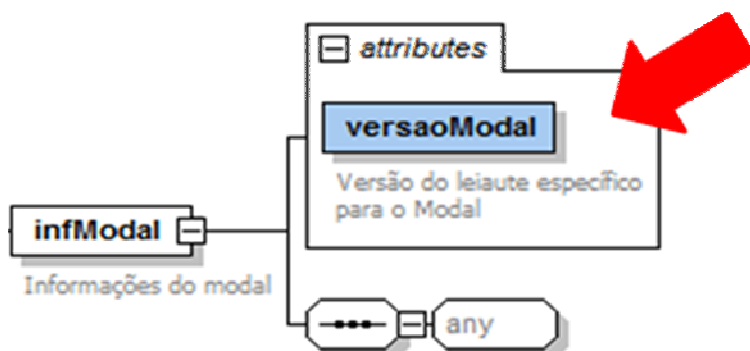 attributes
versaoModal
Versão do leiaute específico
para o Modal
infModal
Informações do modal
any